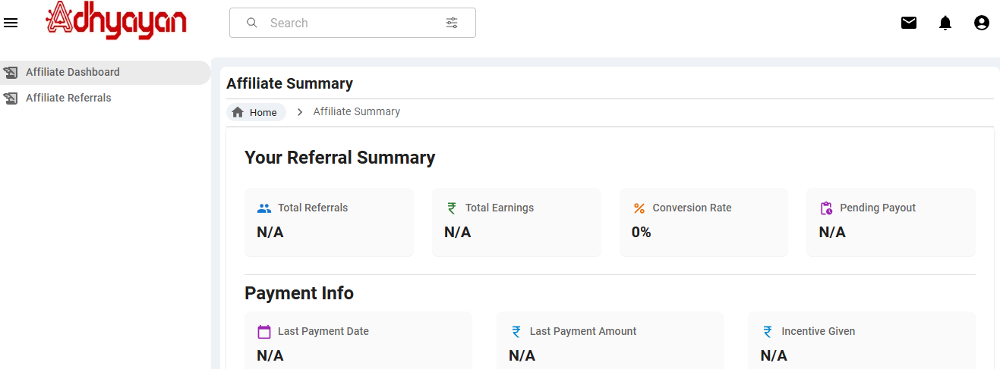 Adhyayan
Search
Affiliate Dashboard
Affiliate Referrals
Affiliate Summary
Home > Affiliate Summary
Your Referral Summary
Total Referrals
N/A
₹ Total Earnings
N/A
% Conversion Rate
0%
Pending Payout
N/A
Payment Info
Last Payment Date
N/A
₹ Last Payment Amount
N/A
₹ Incentive Given
N/A